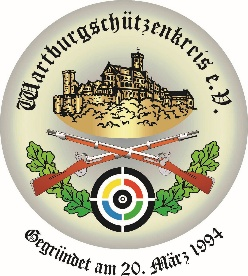 Wartburgschützenkreis e.V.
Gegründet am 20. März 1994